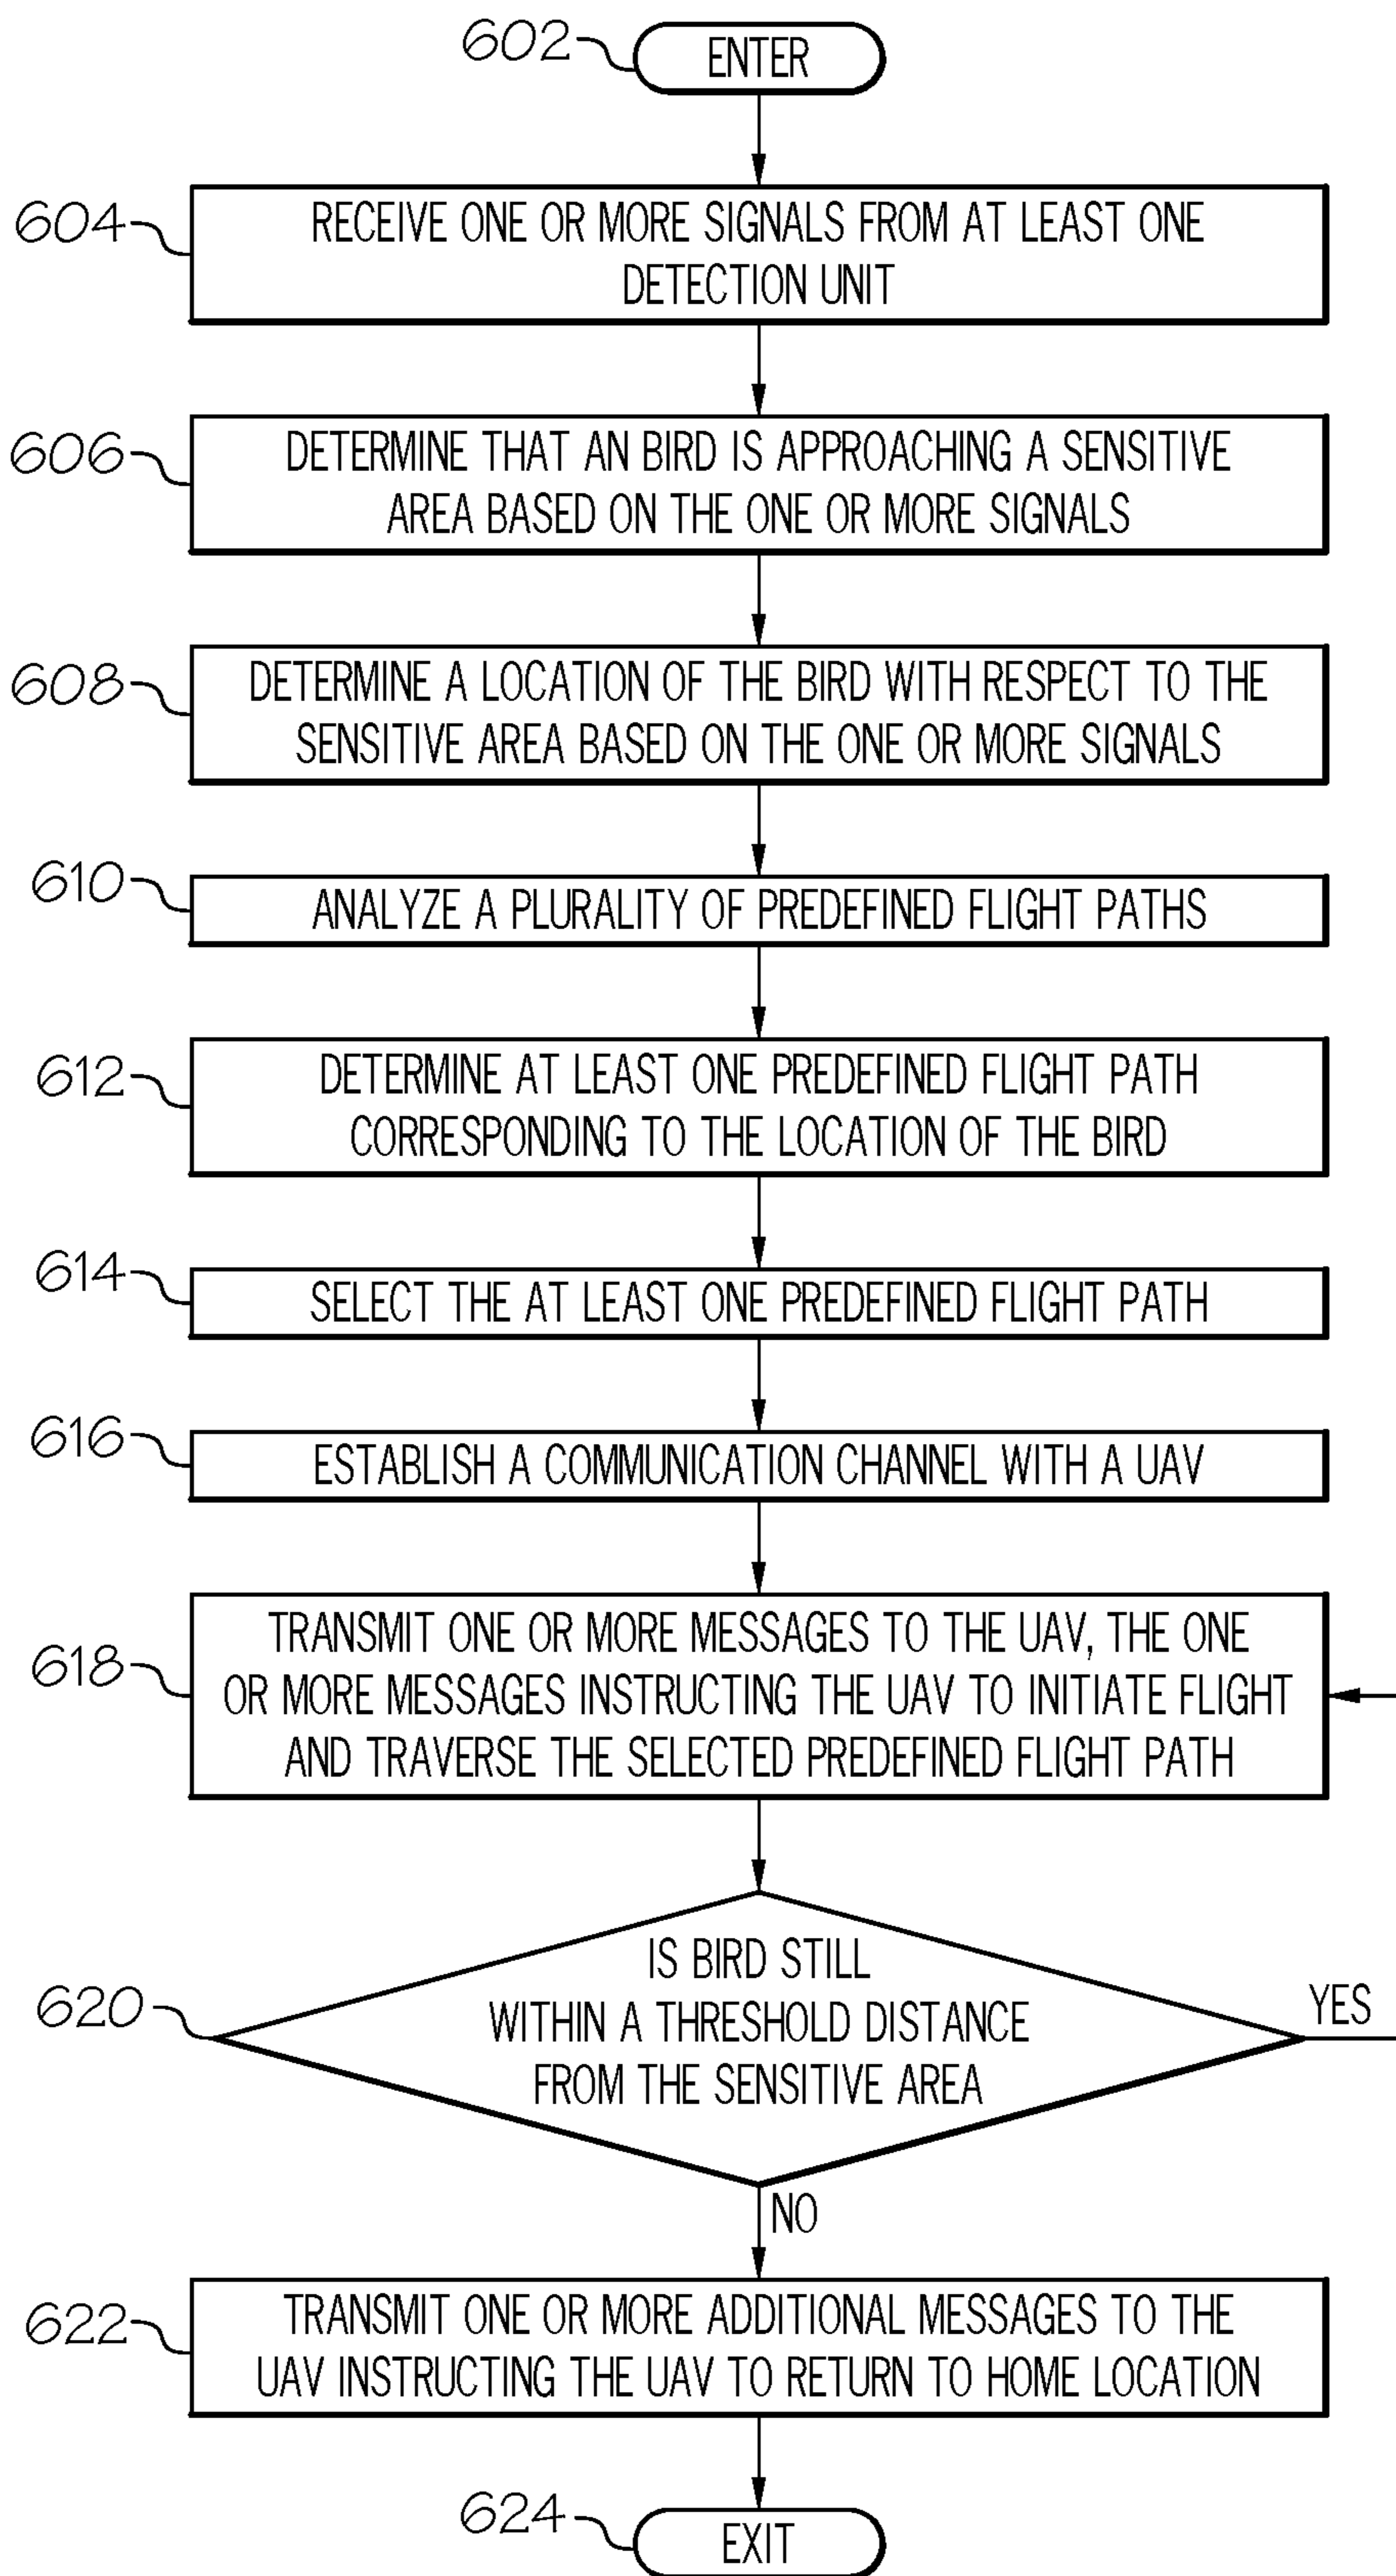 602
ENTER
604
RECEIVE ONE OR MORE SIGNALS FROM AT LEAST ONE
DETECTION UNIT
606
DETERMINE THAT AN BIRD IS APPROACHING A SENSITIVE
AREA BASED ON THE ONE OR MORE SIGNALS
608
DETERMINE A LOCATION OF THE BIRD WITH RESPECT TO THE
SENSITIVE AREA BASED ON THE ONE OR MORE SIGNALS
610
ANALYZE A PLURALITY OF PREDEFINED FLIGHT PATHS
612
DETERMINE AT LEAST ONE PREDEFINED FLIGHT PATH
CORRESPONDING TO THE LOCATION OF THE BIRD
614
SELECT THE AT LEAST ONE PREDEFINED FLIGHT PATH
616
ESTABLISH A COMMUNICATION CHANNEL WITH A UAV
618
TRANSMIT ONE OR MORE MESSAGES TO THE UAV, THE ONE
OR MORE MESSAGES INSTRUCTING THE UAV TO INITIATE FLIGHT
AND TRAVERSE THE SELECTED PREDEFINED FLIGHT PATH
620
IS BIRD STILL
WITHIN A THRESHOLD DISTANCE
FROM THE SENSITIVE AREA
YES
NO
622
TRANSMIT ONE OR MORE ADDITIONAL MESSAGES TO THE
UAV INSTRUCTING THE UAV TO RETURN TO HOME LOCATION
624
EXIT